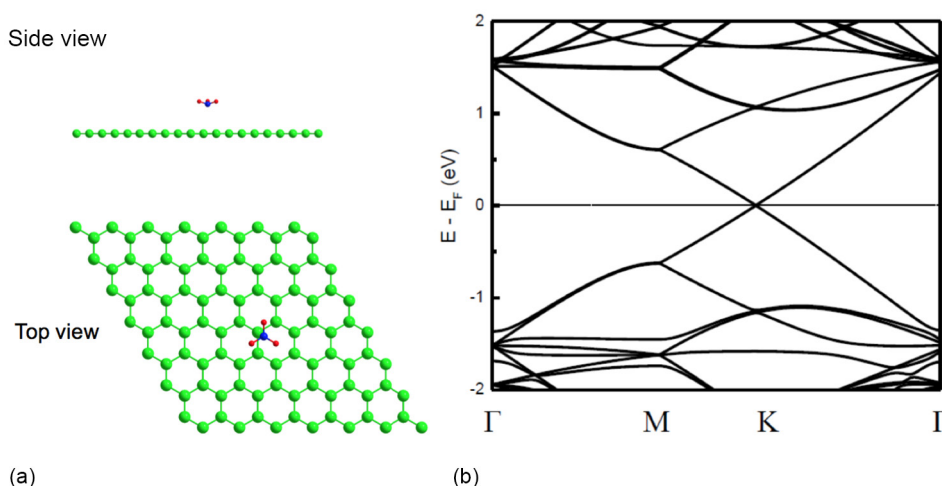 Side view
Top view
(a)
E - E_F (eV)
2
1
0
-1
-2
Γ M K Γ
(b)